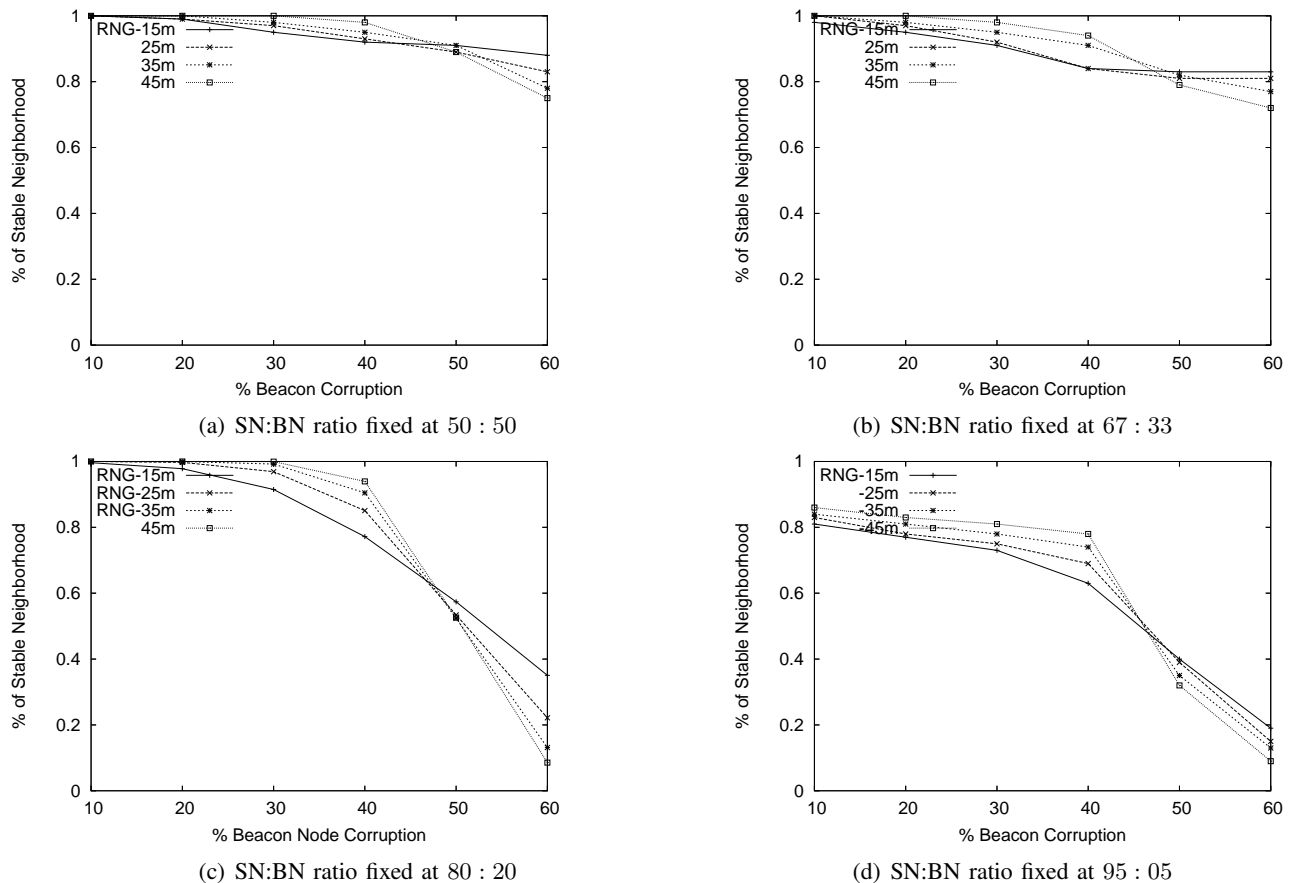 1
0.8
0.6
0.4
0.2
0
10 20 30 40 50 60
% of Stable Neighborhood
% Beacon Corruption
RNG-15m
25m
35m
45m
(a) SN:BN ratio fixed at 50 : 50
1
0.8
0.6
0.4
0.2
0
10 20 30 40 50 60
% of Stable Neighborhood
% Beacon Corruption
RNG-15m
25m
35m
45m
(b) SN:BN ratio fixed at 67 : 33
1
0.8
0.6
0.4
0.2
0
10 20 30 40 50 60
% of Stable Neighborhood
% Beacon Node Corruption
RNG-15m
RNG-25m
RNG-35m
45m
(c) SN:BN ratio fixed at 80 : 20
1
0.8
0.6
0.4
0.2
0
10 20 30 40 50 60
% of Stable Neighborhood
% Beacon Corruption
RNG-15m
-25m
-35m
-45m
(d) SN:BN ratio fixed at 95 : 05